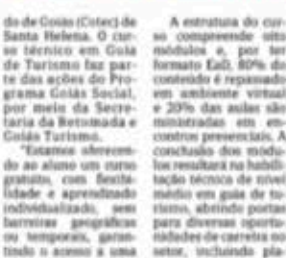 do de Goiás (Cotec) de
Santa Helena. O cur-
so técnico em Guia
de Turismo faz par-
te das ações do Pro-
grama Goiás Social,
por meio da Secre-
taria da Retomada e
Goiás Turismo.
"Estamos oferecen-
do ao aluno um curso
gratuito, com flexibi-
lidade e aprendizado
individualizado, sem
barreiras geográficas
ou temporais, garan-
tindo o acesso a uma
A estrutura do cur-
so compreende oito
módulos e, por ter
formato EaD, 80% do
conteúdo é repassado
em ambiente virtual
e 20% das aulas são
ministradas em en-
contros presenciais. A
conclusão dos módu-
los resultará na habili-
tação técnica de nível
médio em guia de tu-
rismo, abrindo portas
para diversas oportu-
nidades de carreira no
setor, incluindo pla-